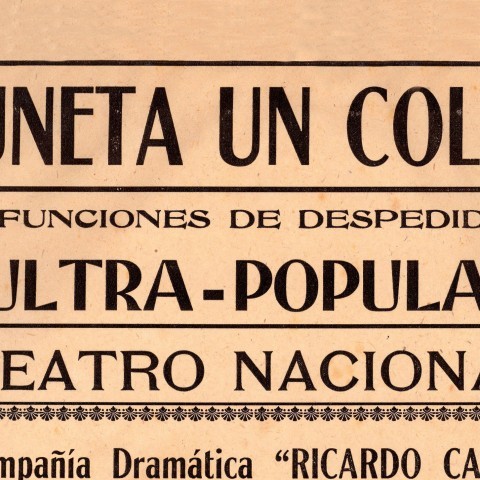 UNETA UN COL
FUNCIONES DE DESPEDID
ULTRA-POPULA
EATRO NACIONA
mpañía Dramática "RICARDO CA